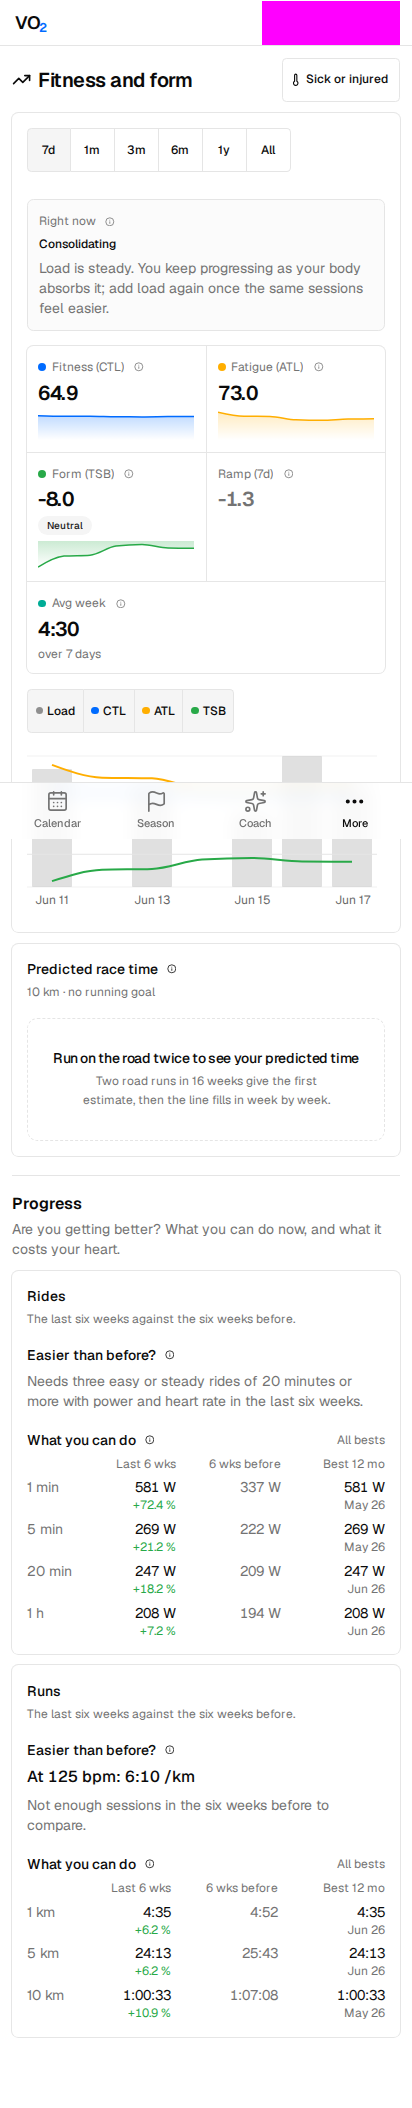 VO2
Fitness and form
Sick or injured
7d 1m 3m 6m 1y All
Right now
Consolidating
Load is steady. You keep progressing as your body
absorbs it; add load again once the same sessions
feel easier.
Fitness (CTL)
64.9
Fatigue (ATL)
73.0
Form (TSB)
-8.0
Neutral
Ramp (7d)
-1.3
Avg week
4:30
over 7 days
Load CTL ATL TSB
Calendar Season Coach More
Jun 11 Jun 13 Jun 15 Jun 17
Predicted race time
10 km · no running goal
Run on the road twice to see your predicted time
Two road runs in 16 weeks give the first
estimate, then the line fills in week by week.
Progress
Are you getting better? What you can do now, and what it
costs your heart.
Rides
The last six weeks against the six weeks before.
Easier than before?
Needs three easy or steady rides of 20 minutes or
more with power and heart rate in the last six weeks.
What you can do All bests
Last 6 wks 6 wks before Best 12 mo
1 min 581 W 337 W 581 W
+72.4 % May 26
5 min 269 W 222 W 269 W
+21.2 % May 26
20 min 247 W 209 W 247 W
+18.2 % Jun 26
1 h 208 W 194 W 208 W
+7.2 % Jun 26
Runs
The last six weeks against the six weeks before.
Easier than before?
At 125 bpm: 6:10 /km
Not enough sessions in the six weeks before to
compare.
What you can do All bests
Last 6 wks 6 wks before Best 12 mo
1 km 4:35 4:52 4:35
+6.2 % Jun 26
5 km 24:13 25:43 24:13
+6.2 % Jun 26
10 km 1:00:33 1:07:08 1:00:33
+10.9 % May 26